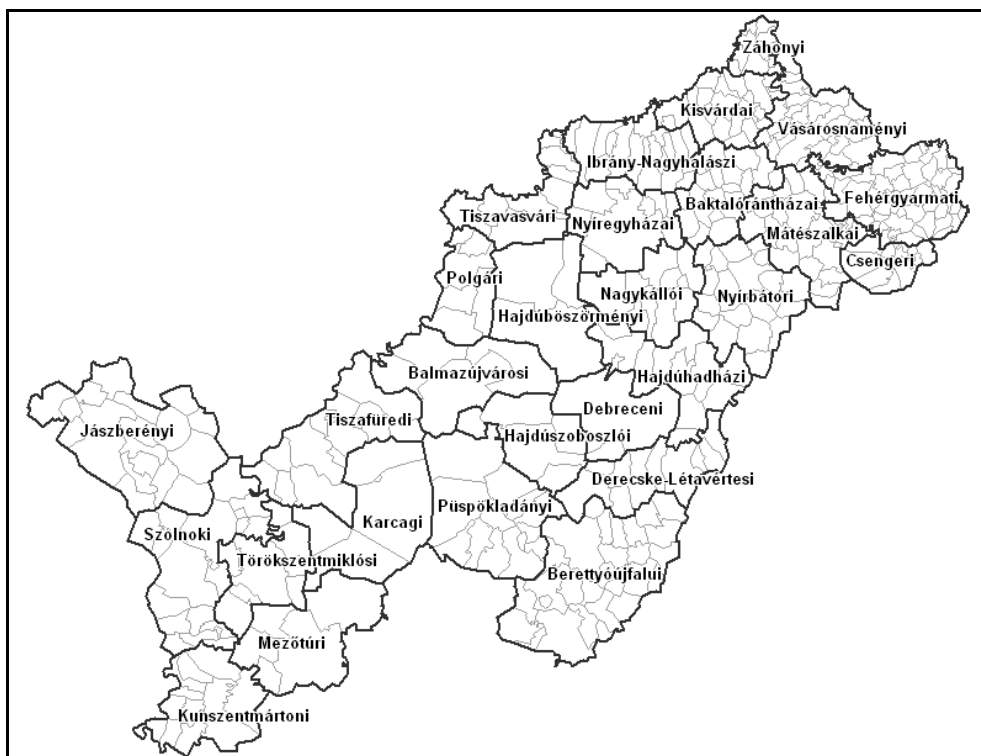 Záhonyi
Kisvárdai
Vásárosnaményi
Ibrány-Nagyhalászi
Baktalórántházai
Fehérgyarmati
Tiszavasvári
Nyíregyházai
Mátészalkai
Csengeri
Polgári
Nagykállói
Nyírbátori
Hajdúböszörményi
Balmazújvárosi
Hajdúhadházi
Debreceni
Tiszafüredi
Jászberényi
Hajdúszoboszlói
Derecske-Létavértesi
Püspökladányi
Karcagi
Szolnoki
Törökszentmiklósi
Berettyóújfalui
Mezőtúri
Kunszentmártoni